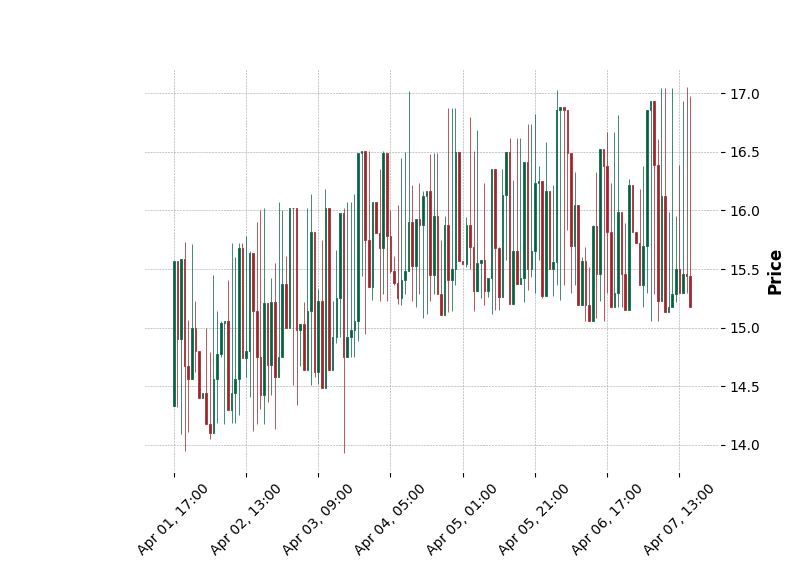 17.0
16.5
16.0
15.5
15.0
14.5
14.0
Price
Apr 01, 17:00
Apr 02, 13:00
Apr 03, 09:00
Apr 04, 05:00
Apr 05, 01:00
Apr 05, 21:00
Apr 06, 17:00
Apr 07, 13:00